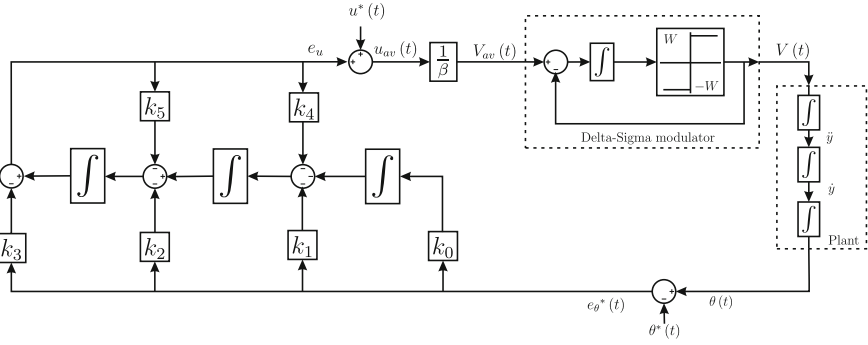 u*(t)
e_u
u_av(t)
1/β
V_av(t)
W
-W
V(t)
Delta-Sigma modulator
k5
k4
∫
ÿ
∫
ẏ
∫
Plant
∫
∫
∫
∫
k3
k2
k1
k0
e_θ*(t)
θ(t)
θ*(t)